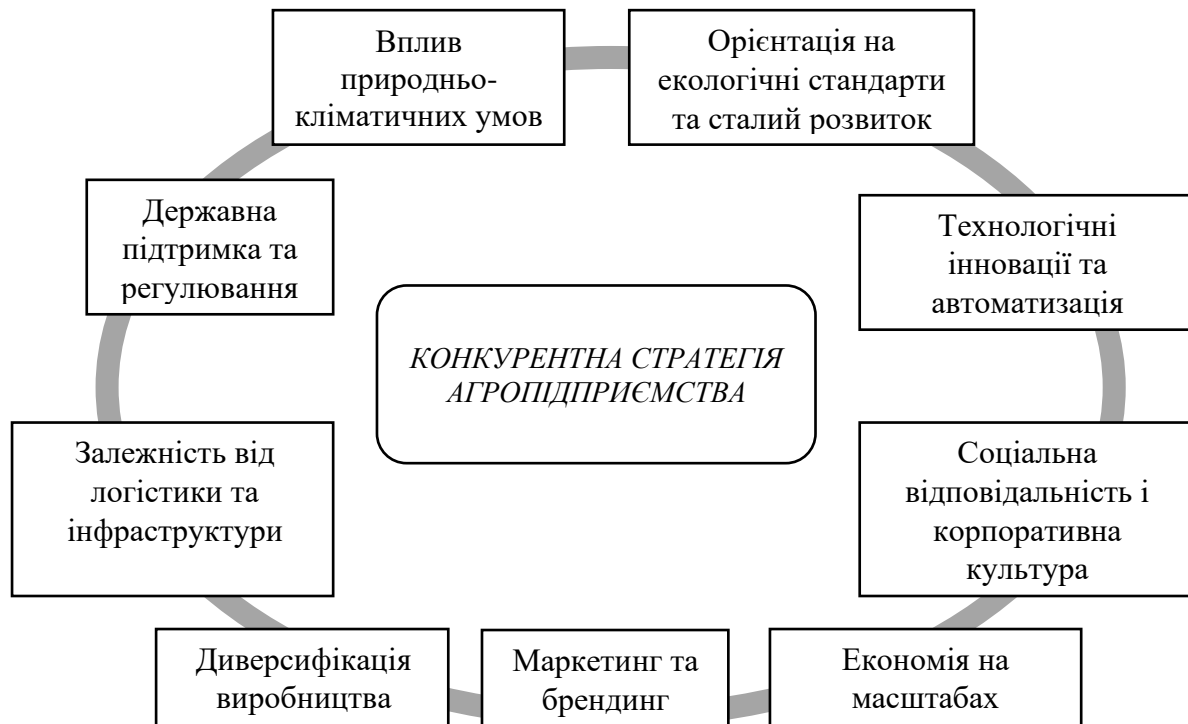 Вплив
природньо-
кліматичних умов
Орієнтація на
екологічні стандарти
та сталий розвиток
Державна
підтримка та
регулювання
Технологічні
інновації та
автоматизація
КОНКУРЕНТНА СТРАТЕГІЯ
АГРОПІДПРИЄМСТВА
Залежність від
логістики та
інфраструктури
Соціальна
відповідальність і
корпоративна
культура
Диверсифікація
виробництва
Маркетинг та
брендинг
Економія на
масштабах